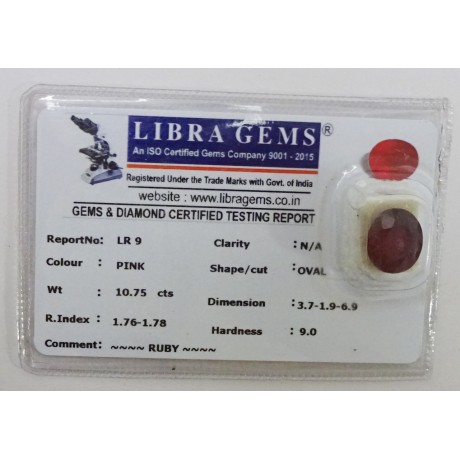 LIBRA GEMS®
An ISO Certified Gems Company 9001 - 2015
Registered Under the Trade Marks with Govt. of India
website : www.libragems.co.in
GEMS & DIAMOND CERTIFIED TESTING REPORT
ReportNo: LR 9 Clarity : N/A
Colour : PINK Shape/cut : OVAL
Wt : 10.75 cts Dimension : 3.7-1.9-6.9
R.Index : 1.76-1.78 Hardness : 9.0
Comment: ~~~~ RUBY ~~~~